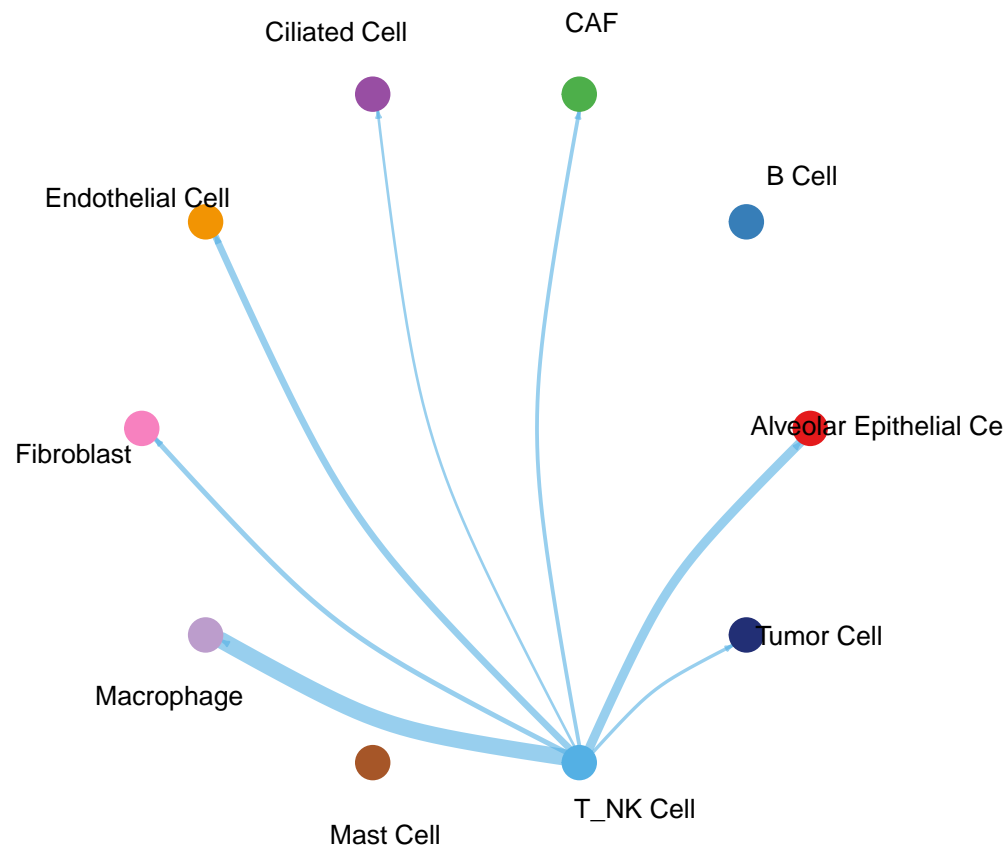 CAF
Ciliated Cell
B Cell
Endothelial Cell
Alveolar Epithelial Ce
Fibroblast
Tumor Cell
Macrophage
T_NK Cell
Mast Cell